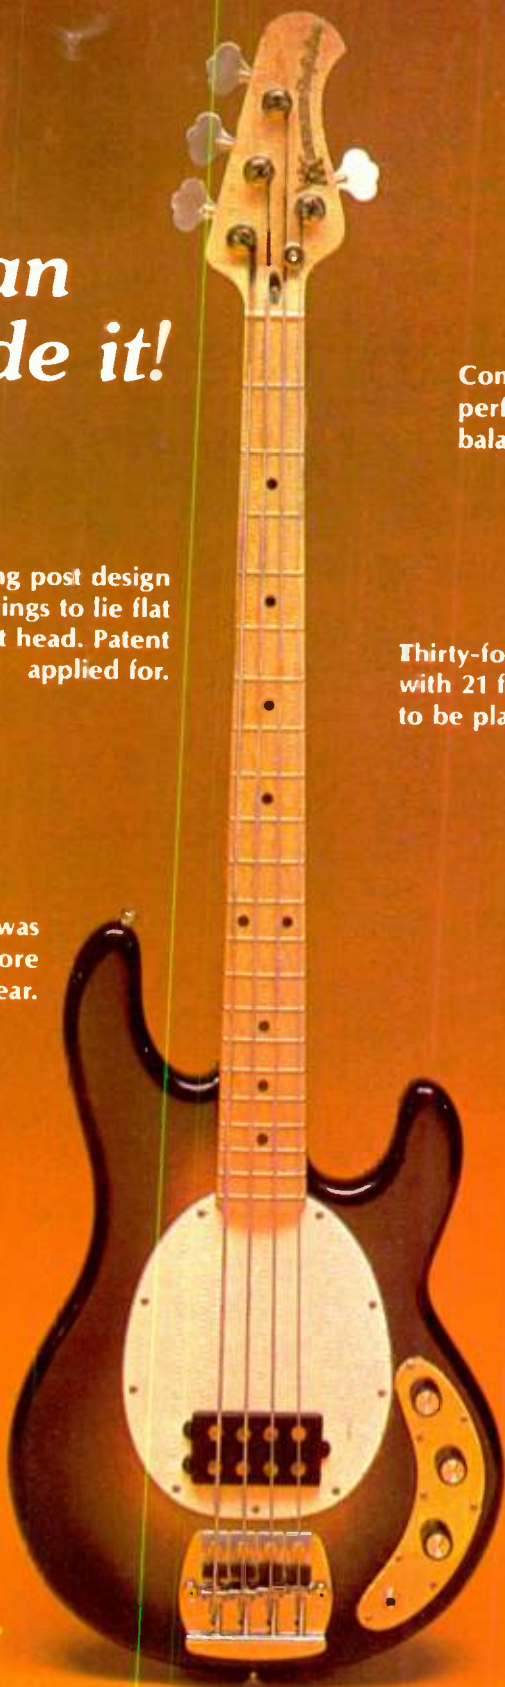 an
de it!
Con
perf
bala
ng post design
ings to lie flat
t head. Patent
applied for.
Thirty-fo
with 21 f
to be pla
was
ore
ear.